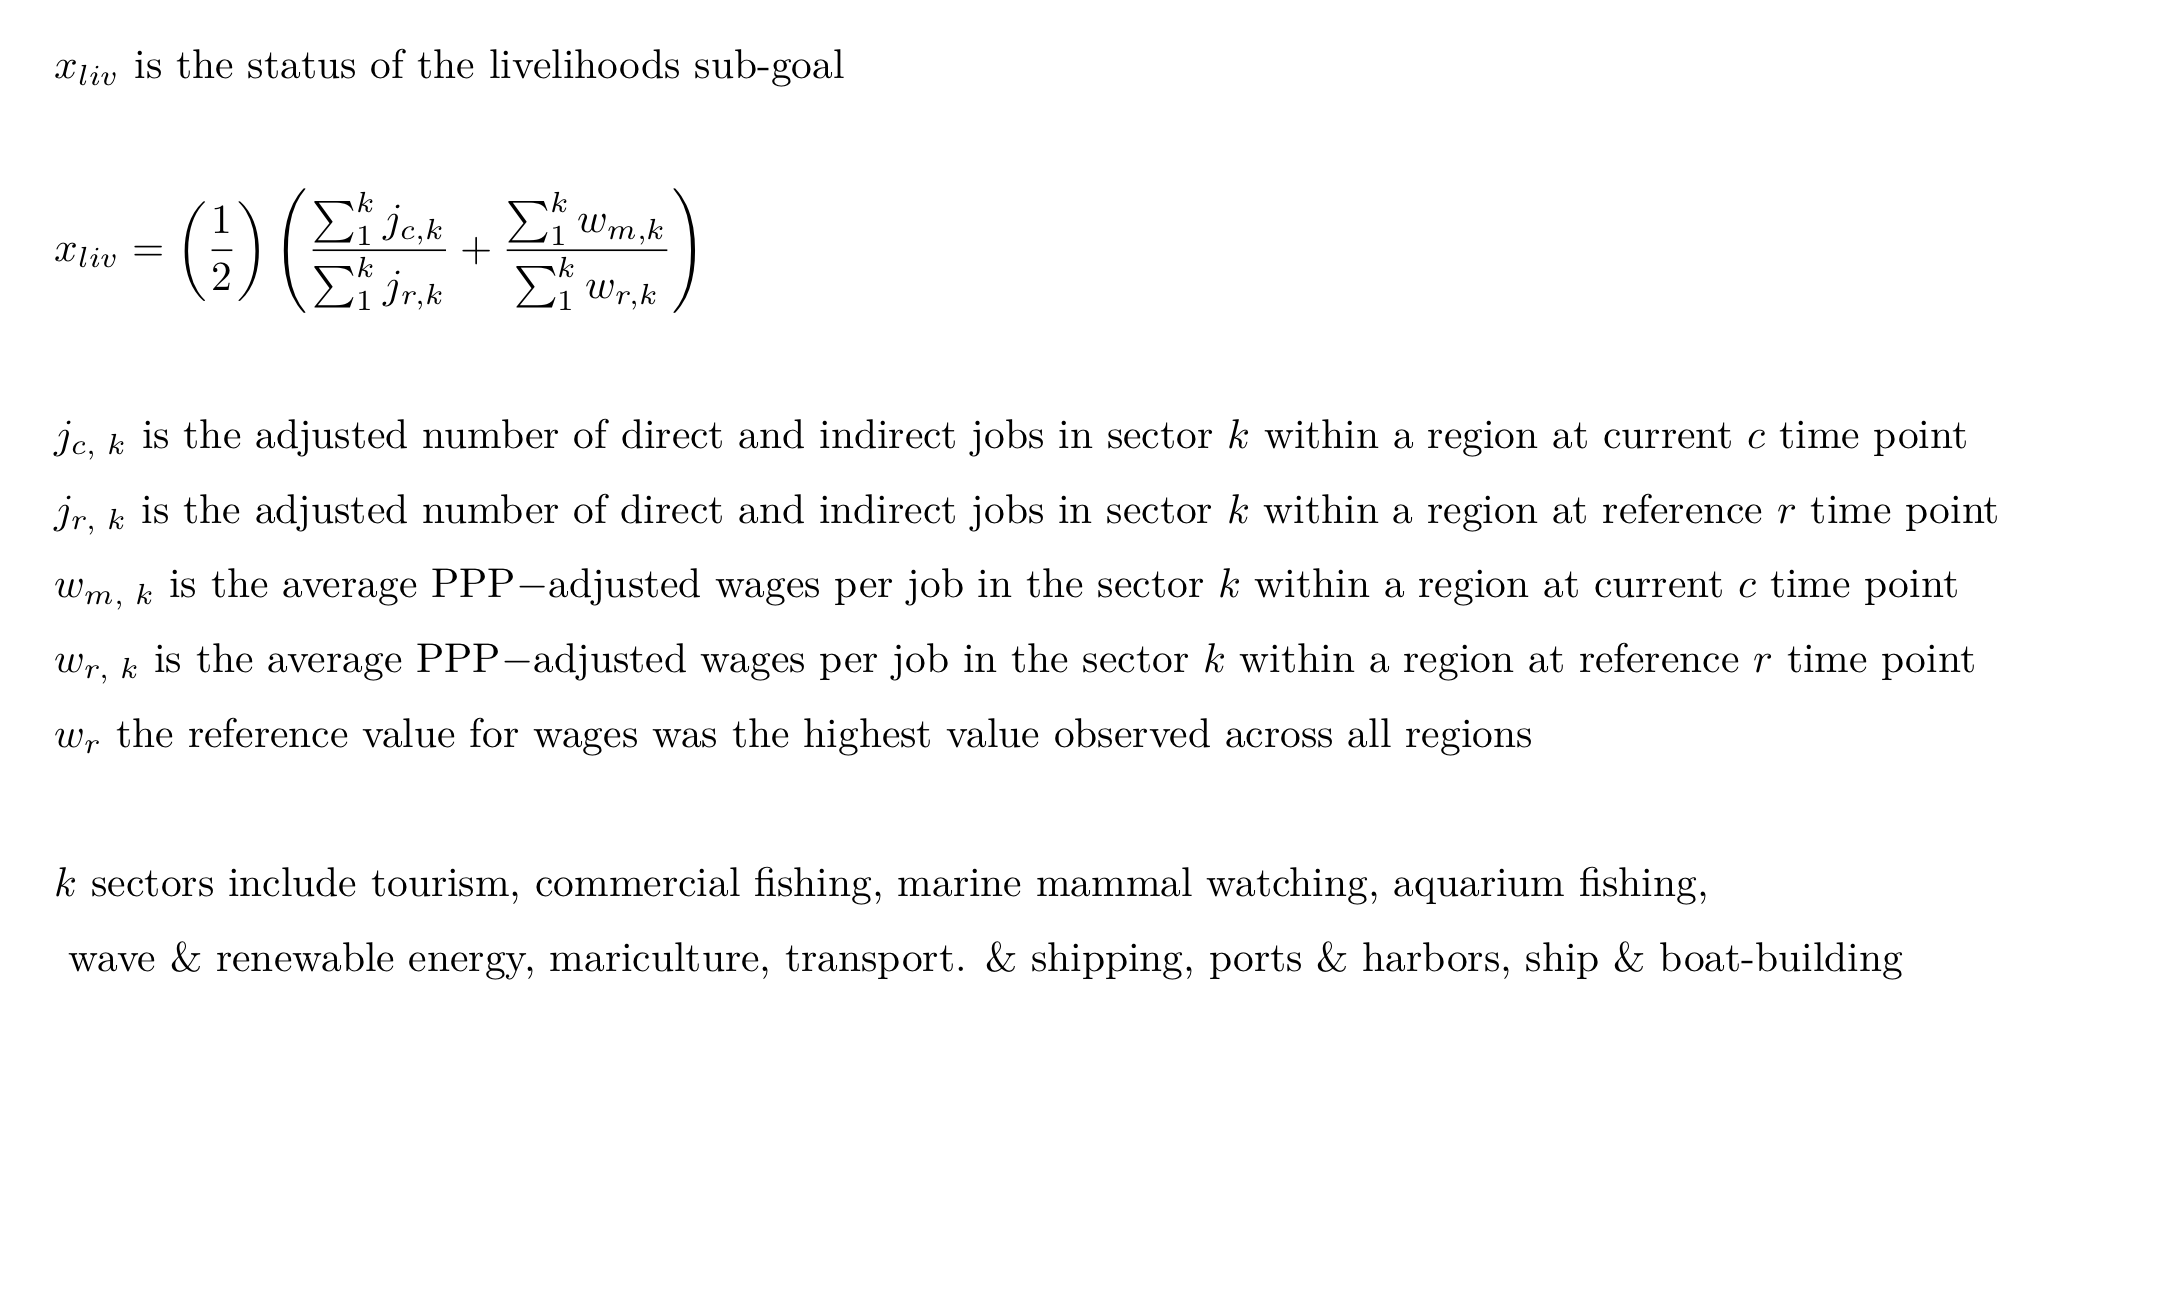 x_{liv} is the status of the livelihoods sub-goal
x_{liv} = \left(\frac{1}{2}\right) \left(\frac{\sum_1^k j_{c,k}}{\sum_1^k j_{r,k}} + \frac{\sum_1^k w_{m,k}}{\sum_1^k w_{r,k}}\right)
j_{c, k} is the adjusted number of direct and indirect jobs in sector k within a region at current c time point
j_{r, k} is the adjusted number of direct and indirect jobs in sector k within a region at reference r time point
w_{m, k} is the average PPP−adjusted wages per job in the sector k within a region at current c time point
w_{r, k} is the average PPP−adjusted wages per job in the sector k within a region at reference r time point
w_r the reference value for wages was the highest value observed across all regions
k sectors include tourism, commercial fishing, marine mammal watching, aquarium fishing,
wave & renewable energy, mariculture, transport. & shipping, ports & harbors, ship & boat-building